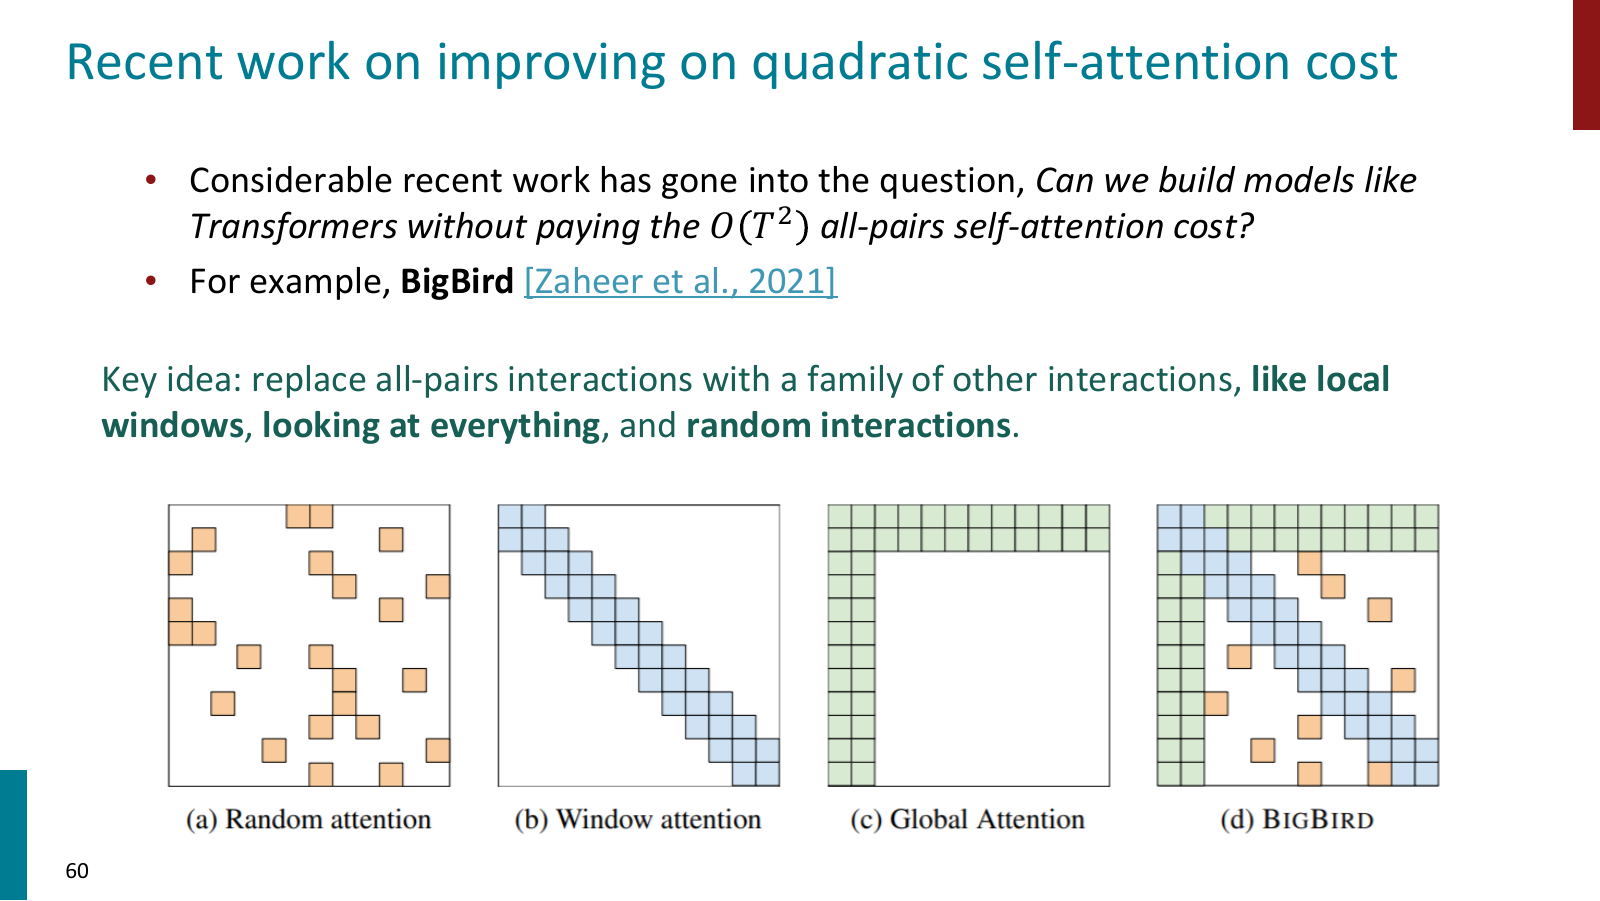 Recent work on improving on quadratic self-attention cost
• Considerable recent work has gone into the question, Can we build models like
Transformers without paying the 𝑂(𝑇²) all-pairs self-attention cost?
• For example, BigBird [Zaheer et al., 2021]
Key idea: replace all-pairs interactions with a family of other interactions, like local
windows, looking at everything, and random interactions.
(a) Random attention
(b) Window attention
(c) Global Attention
(d) BIGBIRD
60